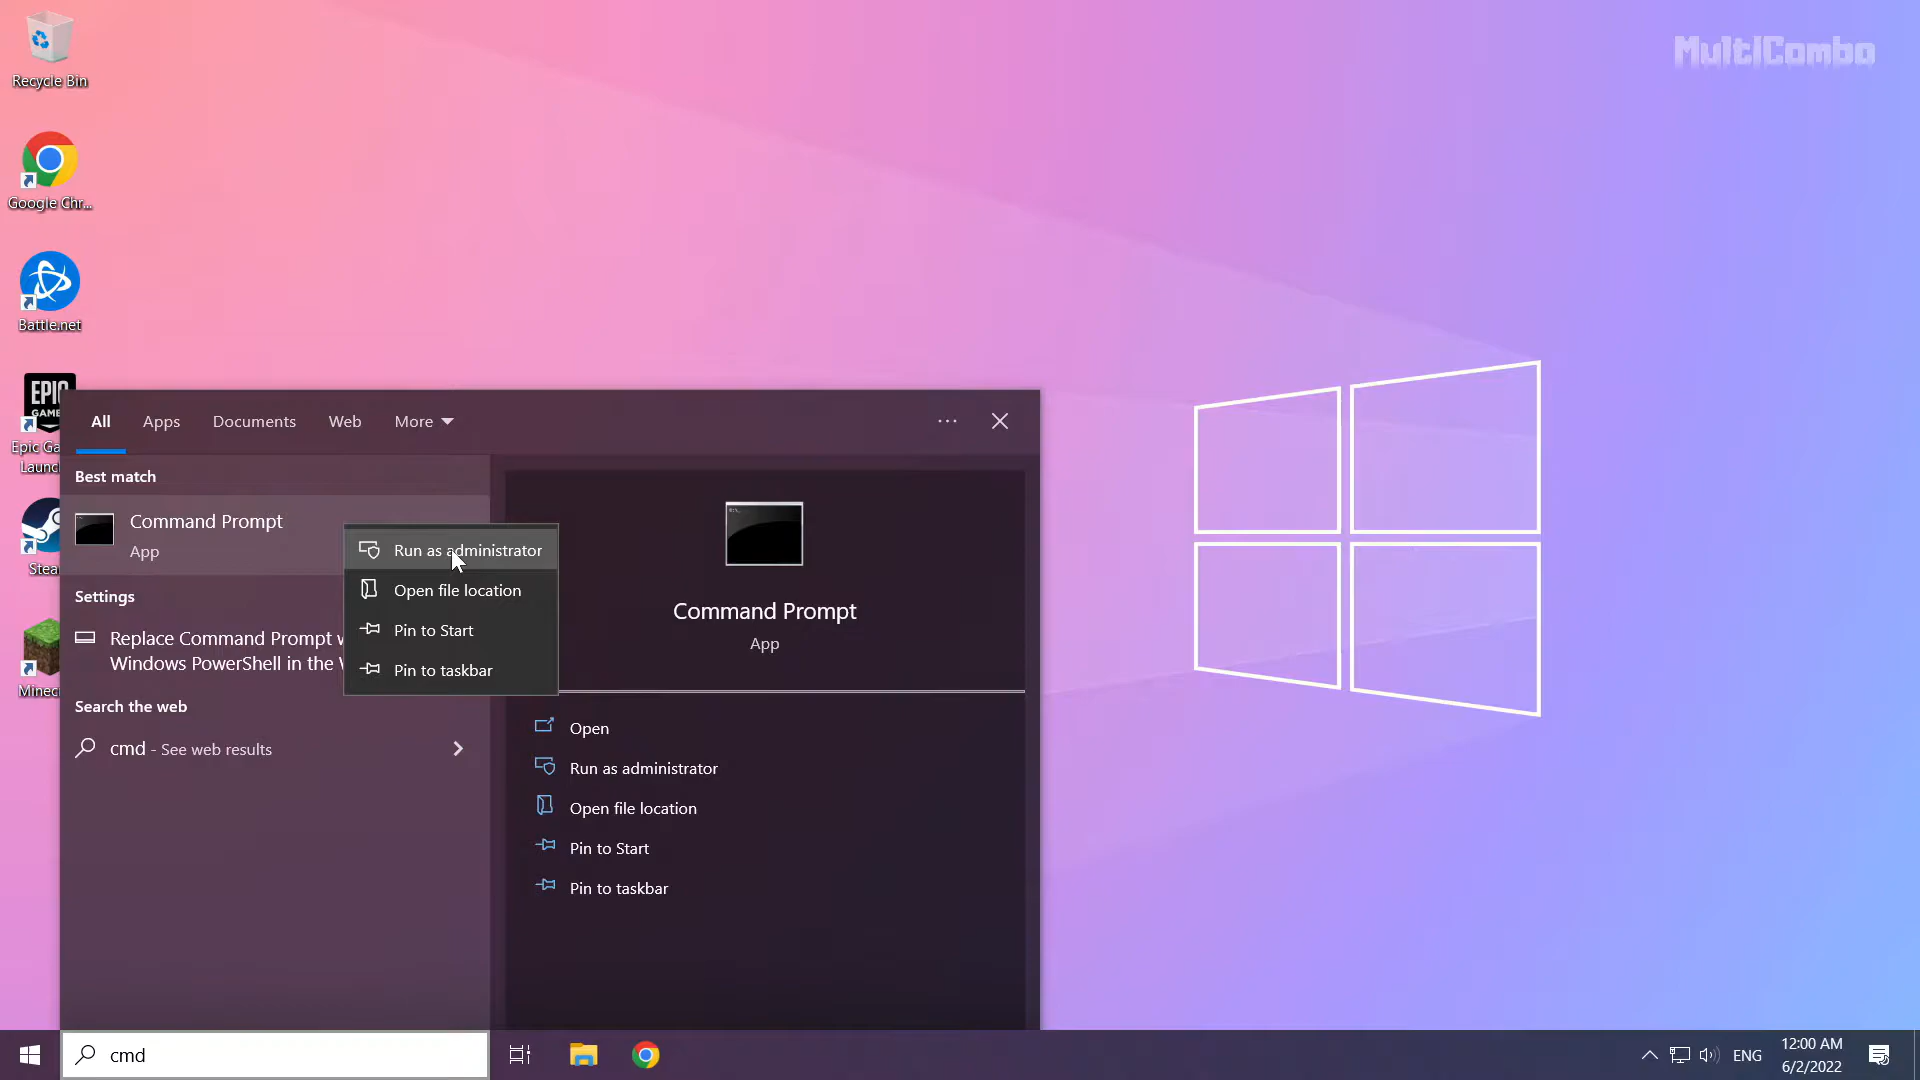 MultiCombo
Recycle Bin
Google Chr...
Battle.net
EPIC
GAM
Epic Ga
Launc
Stea
Minec
All
Apps
Documents
Web
More
Best match
Command Prompt
App
Settings
Replace Command Prompt w
Windows PowerShell in the
Search the web
cmd - See web results
Run as administrator
Open file location
Pin to Start
Pin to taskbar
Command Prompt
App
Open
Run as administrator
Open file location
Pin to Start
Pin to taskbar
cmd
ENG
12:00 AM
6/2/2022